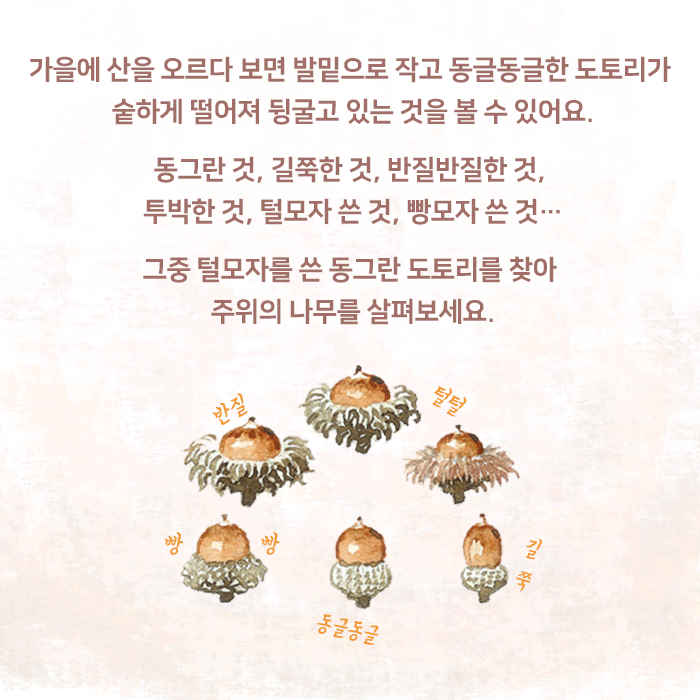 가을에 산을 오르다 보면 발밑으로 작고 동글동글한 도토리가
숱하게 떨어져 뒹굴고 있는 것을 볼 수 있어요.
동그란 것, 길쭉한 것, 반질반질한 것,
투박한 것, 털모자 쓴 것, 빵모자 쓴 것…
그중 털모자를 쓴 동그란 도토리를 찾아
주위의 나무를 살펴보세요.
반질
털털
빵 빵
길쭉
동글동글